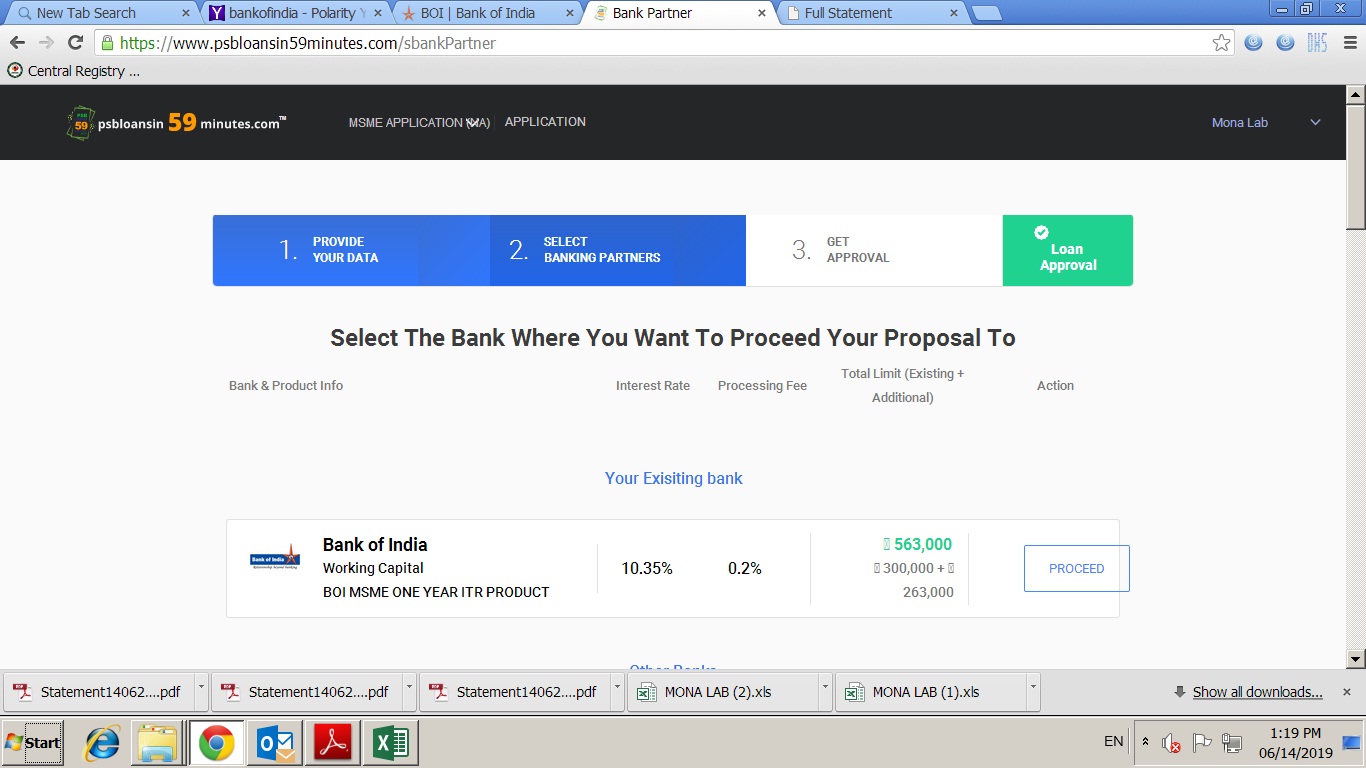 New Tab Search
bankofindia - Polarity Y
BOI | Bank of India
Bank Partner
Full Statement
https://www.psbloansin59minutes.com/sbankPartner
Central Registry ...
PSB
59
psbloansin 59 minutes.com™
MSME APPLICATION
APPLICATION
Mona Lab
1. PROVIDE
YOUR DATA
2. SELECT
BANKING PARTNERS
3. GET
APPROVAL
Loan
Approval
Select The Bank Where You Want To Proceed Your Proposal To
Bank & Product Info
Interest Rate
Processing Fee
Total Limit (Existing +
Additional)
Action
Your Exisiting bank
Bank of India
Bank of India
Working Capital
BOI MSME ONE YEAR ITR PRODUCT
10.35%
0.2%
563,000
300,000 +
263,000
PROCEED
Other Banks
Statement14062....pdf
Statement14062....pdf
Statement14062....pdf
MONA LAB (2).xls
MONA LAB (1).xls
Show all downloads...
Start
EN
1:19 PM
06/14/2019